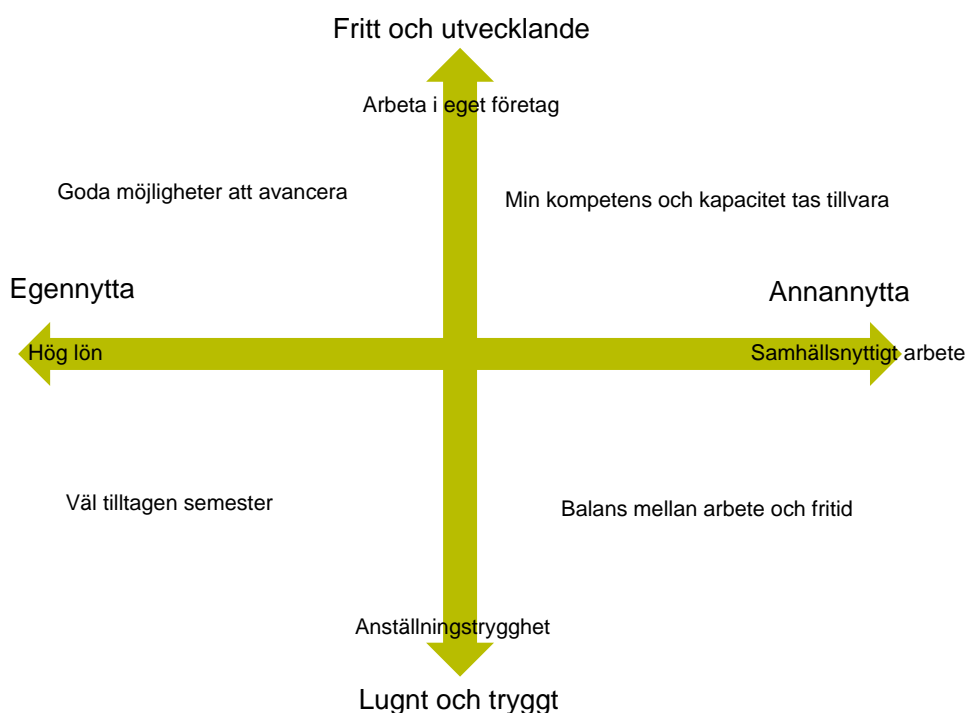 Fritt och utvecklande
Arbeta i eget företag
Goda möjligheter att avancera
Min kompetens och kapacitet tas tillvara
Egennytta
Annannytta
Hög lön
Samhällsnyttigt arbete
Väl tilltagen semester
Balans mellan arbete och fritid
Anställningstrygghet
Lugnt och tryggt